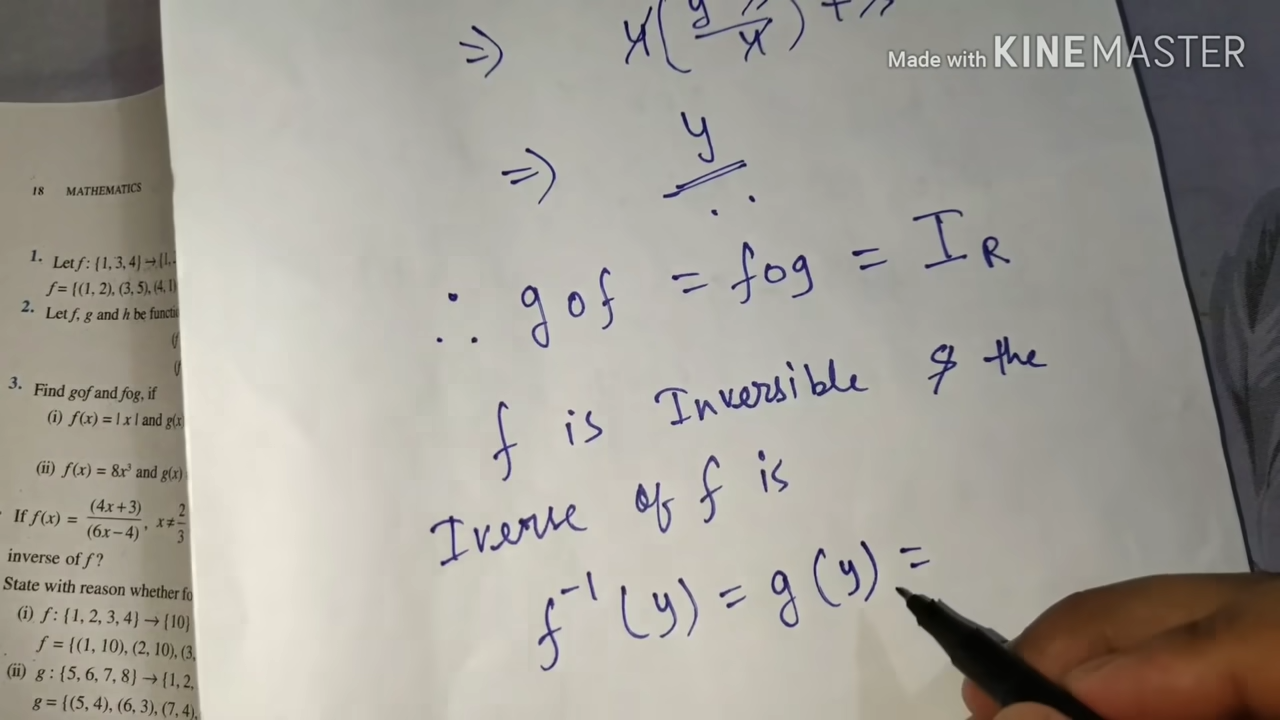 Made with KINEMASTER
⇒ y
∴ gof = fog = I_R
f is Inversible & the
Iverse of f is
f⁻¹(y) = g(y) =
18 MATHEMATICS
1. Let f : {1, 3, 4} → {1,
f = {(1, 2), (3, 5), (4, 1)
2. Let f, g and h be
3. Find gof and fog, if
(i) f(x) = | x | and g(x)
(ii) f(x) = 8x³ and g(x)
If f(x) = (4x+3)/(6x−4), x ≠ 2/3
inverse of f?
State with reason whether
(i) f : {1, 2, 3, 4} → {10}
f = {(1, 10), (2, 10), (3,
(ii) g : {5, 6, 7, 8} → {1, 2,
g = {(5, 4), (6, 3), (7, 4),